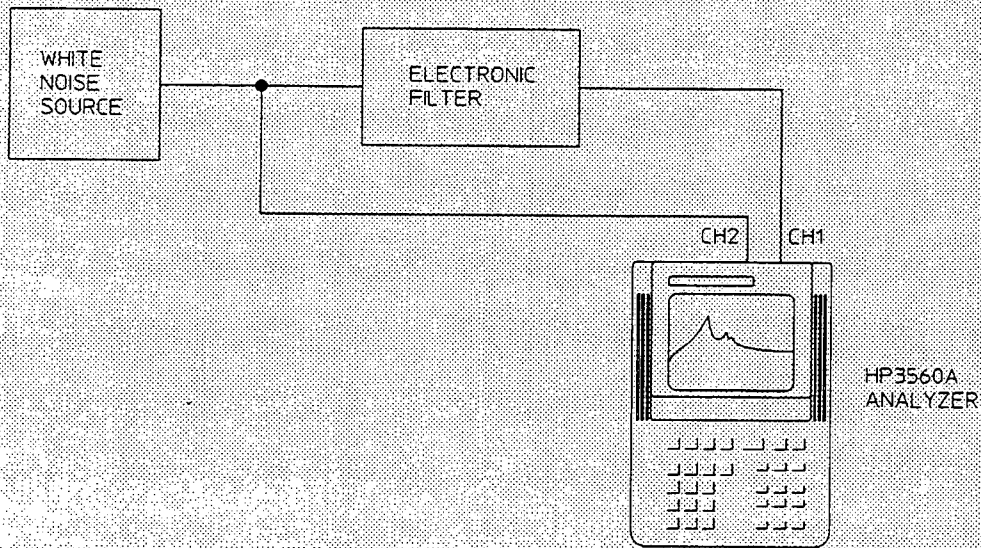 WHITE
NOISE
SOURCE
ELECTRONIC
FILTER
CH2
CH1
HP3560A
ANALYZER